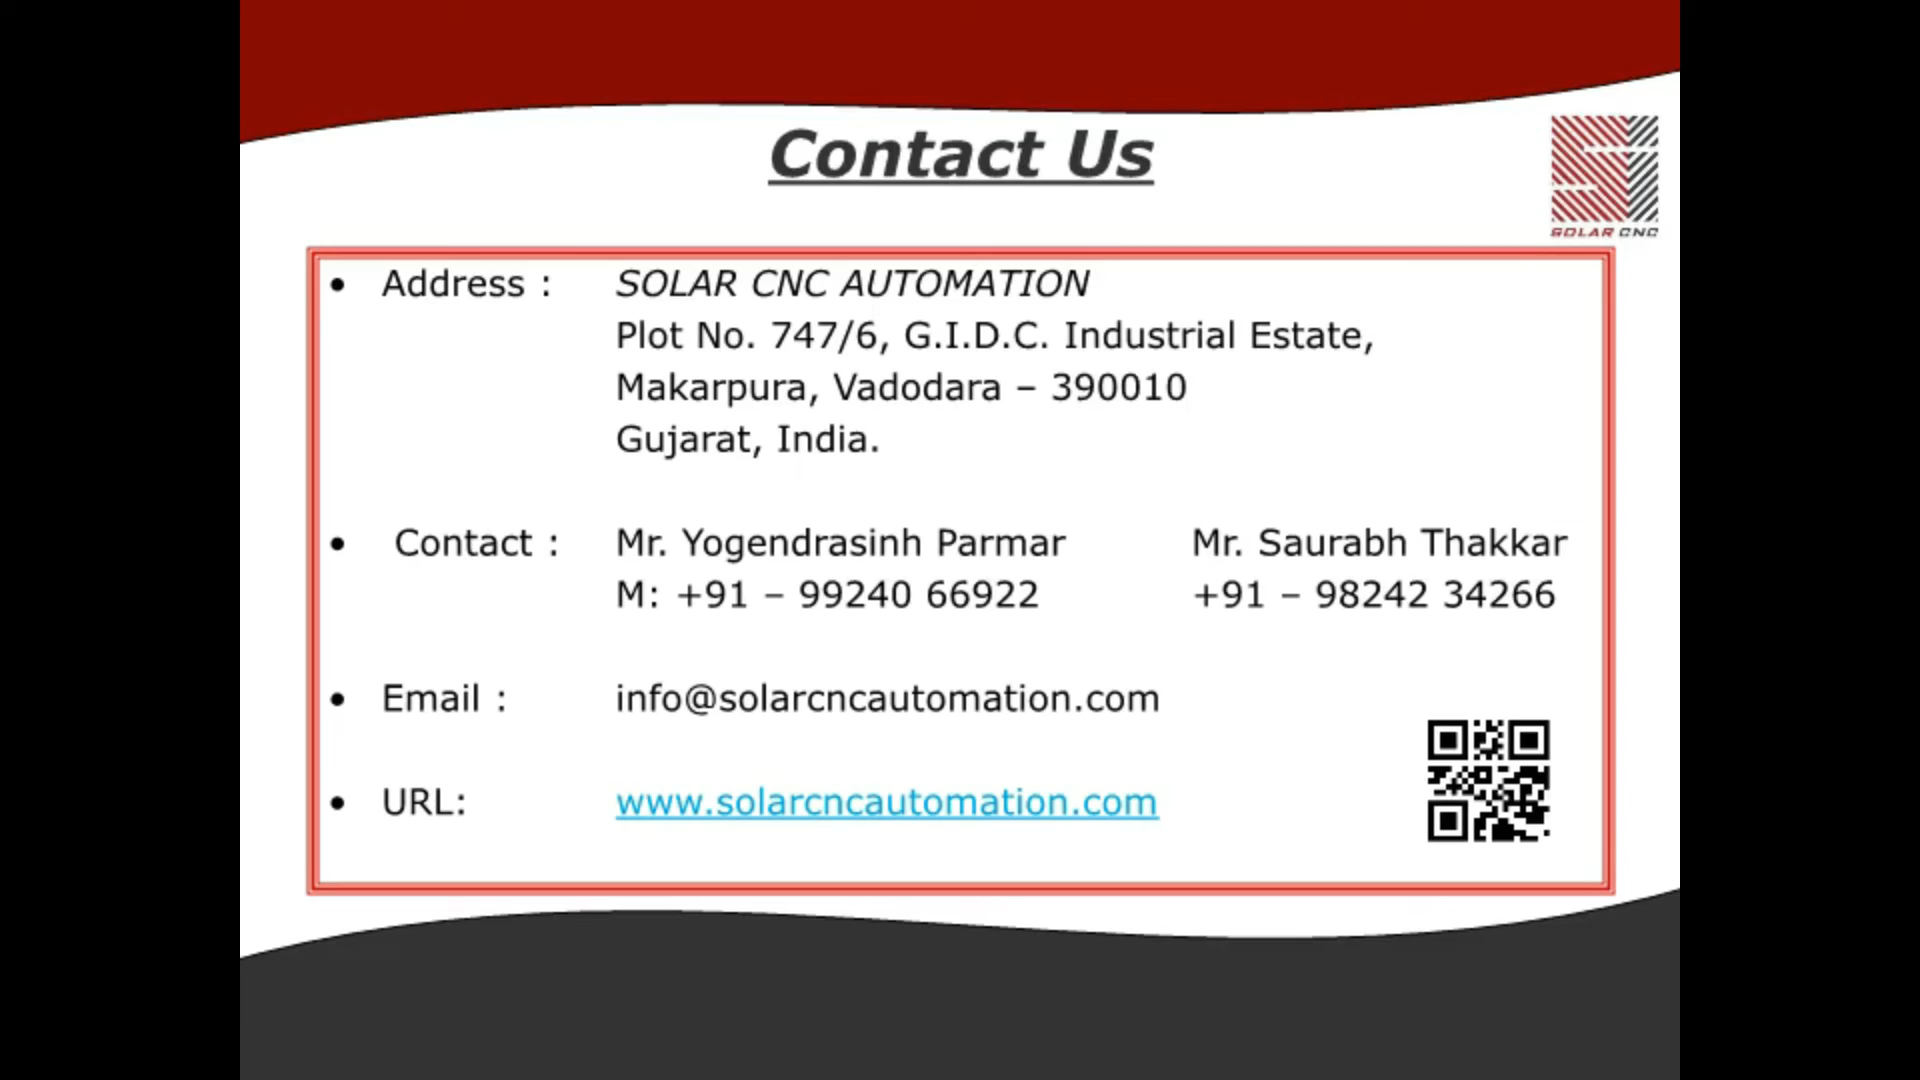 Contact Us
SOLAR CNC
• Address : SOLAR CNC AUTOMATION
Plot No. 747/6, G.I.D.C. Industrial Estate,
Makarpura, Vadodara – 390010
Gujarat, India.
• Contact : Mr. Yogendrasinh Parmar Mr. Saurabh Thakkar
M: +91 – 99240 66922 +91 – 98242 34266
• Email : info@solarcncautomation.com
• URL: www.solarcncautomation.com